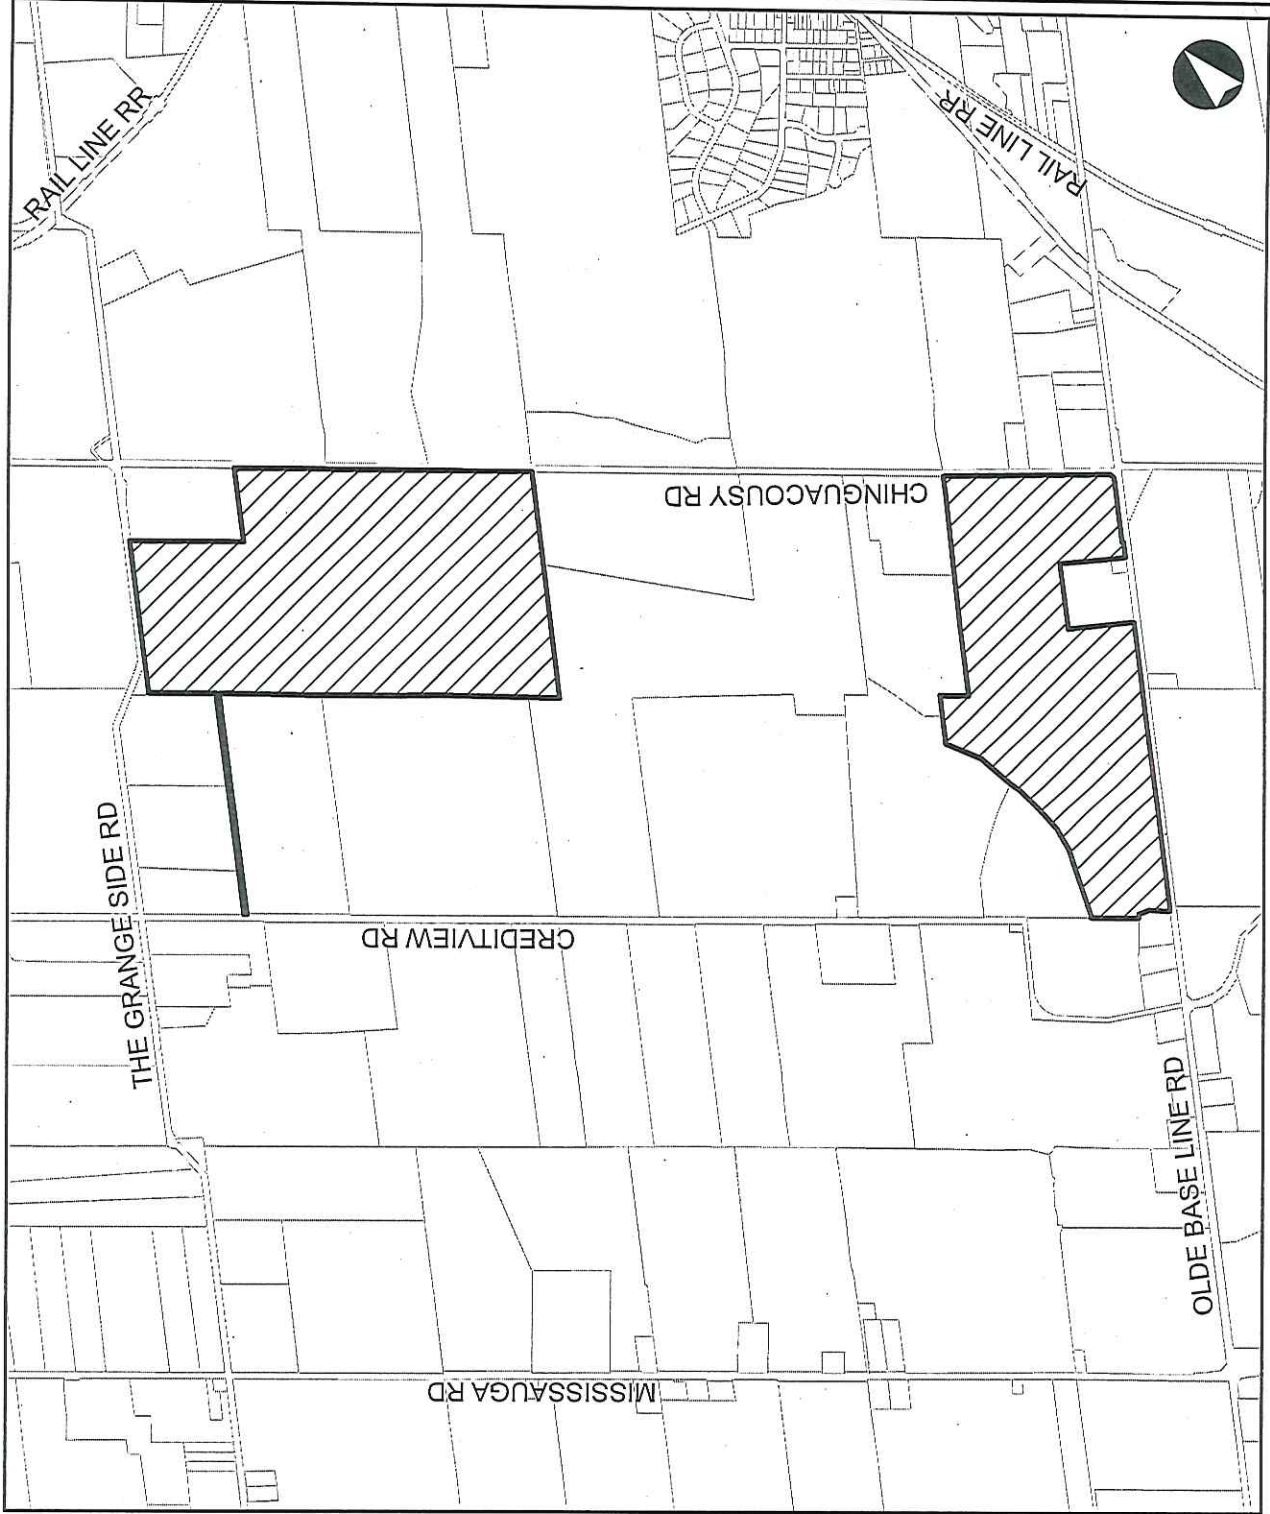 RAIL LINE RR
RAIL LINE RR
CHINGUACOUSY RD
THE GRANGE SIDE RD
CREDITVIEW RD
OLDE BASE LINE RD
MISSISSAUGA RD